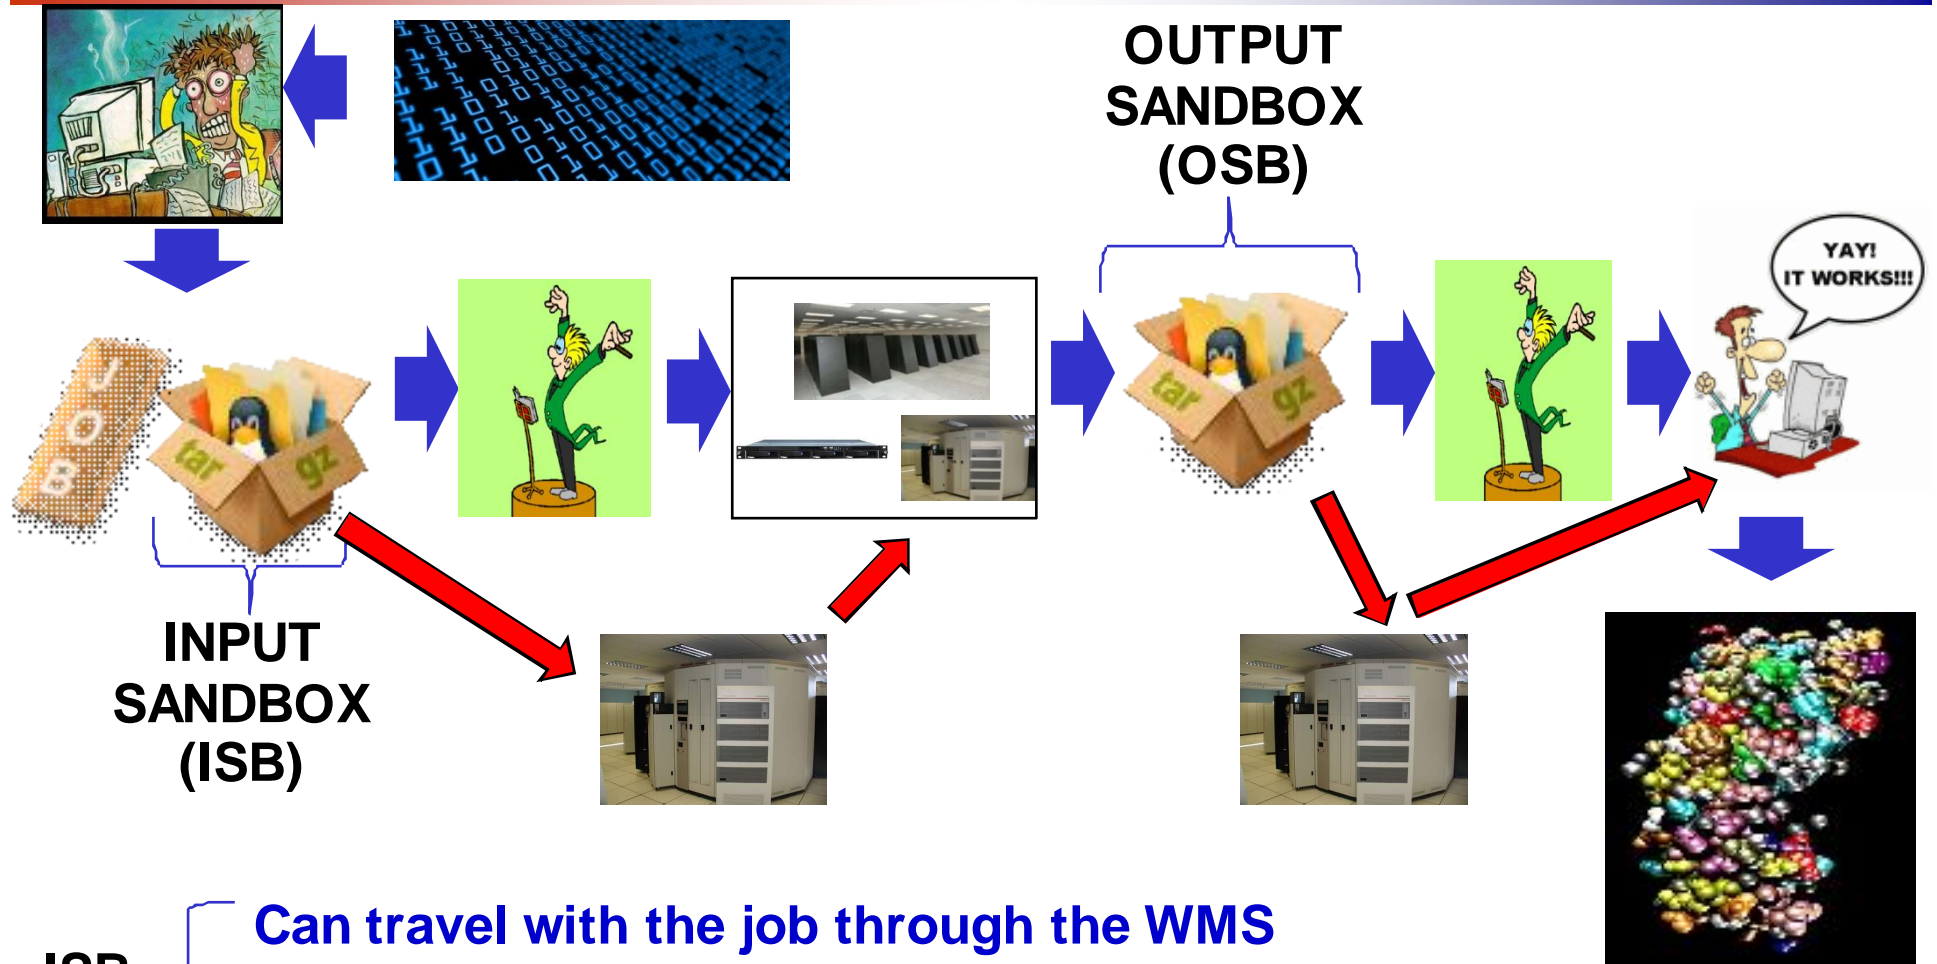 OUTPUT
SANDBOX
(OSB)
YAY!
IT WORKS!!!
JOB
tar
gz
tar
gz
INPUT
SANDBOX
(ISB)
Can travel with the job through the WMS
ISB